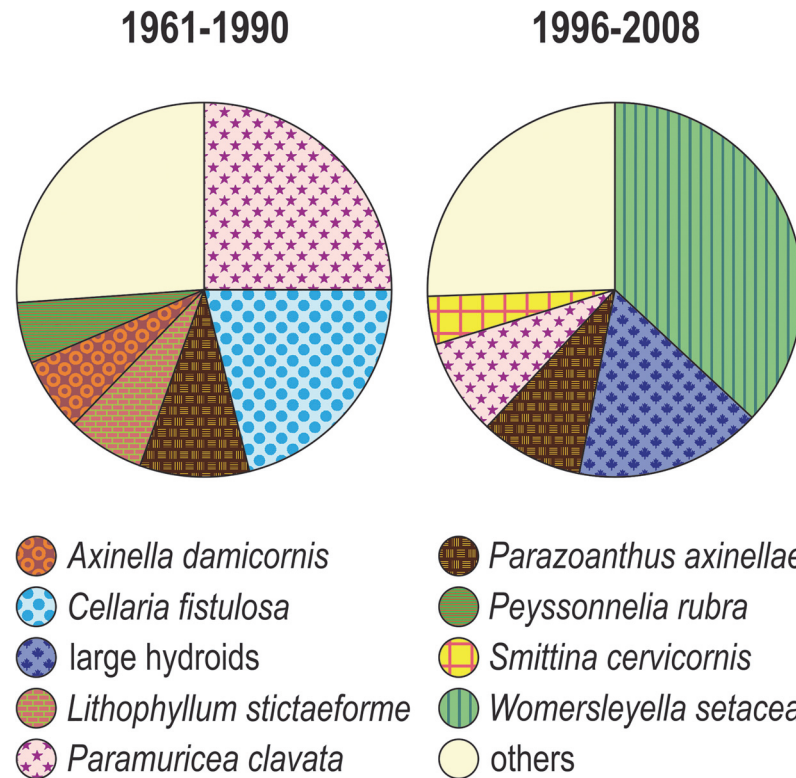 1961-1990
1996-2008
Axinella damicornis
Cellaria fistulosa
large hydroids
Lithophyllum stictaeforme
Paramuricea clavata
Parazoanthus axinellae
Peyssonnelia rubra
Smittina cervicornis
Womersleyella setacea
others